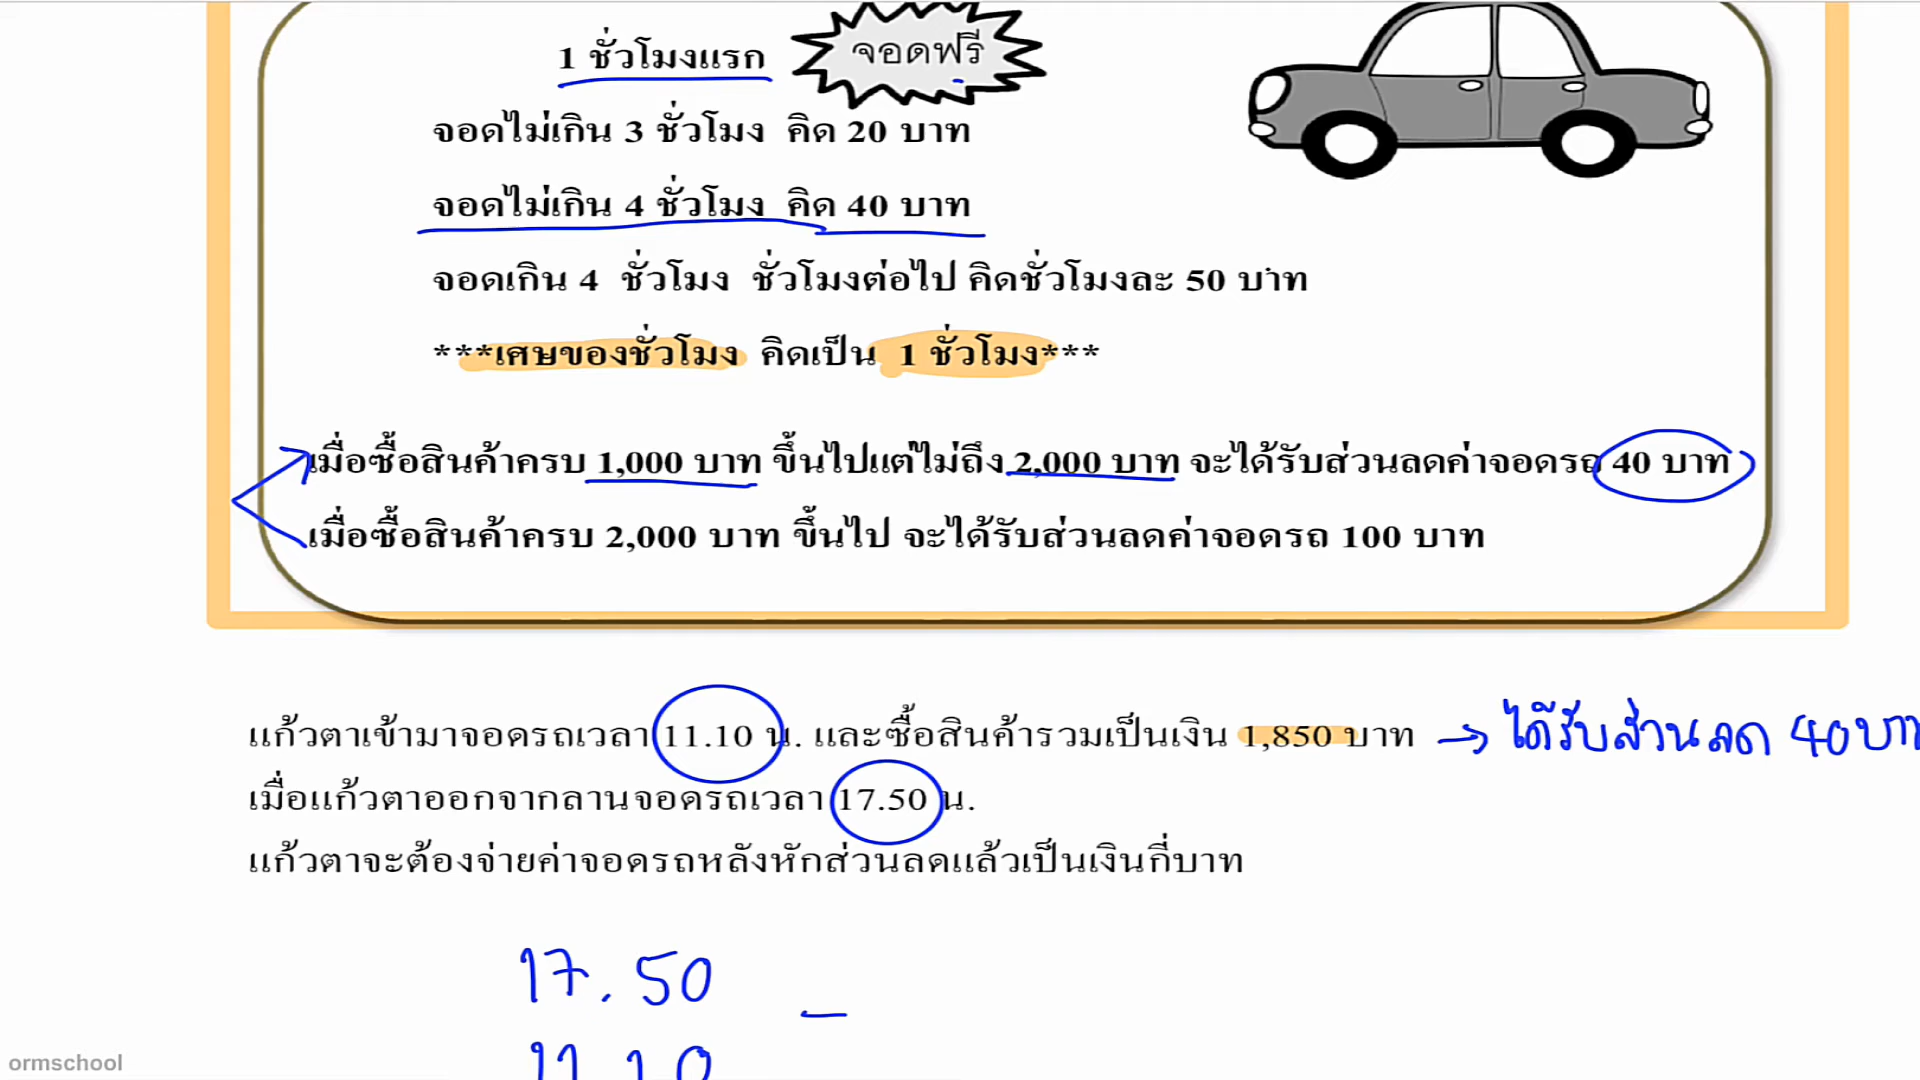 1 ชั่วโมงแรก จอดฟรี
จอดไม่เกิน 3 ชั่วโมง คิด 20 บาท
จอดไม่เกิน 4 ชั่วโมง คิด 40 บาท
จอดเกิน 4 ชั่วโมง ชั่วโมงต่อไป คิดชั่วโมงละ 50 บาท
***เศษของชั่วโมง คิดเป็น 1 ชั่วโมง***
เมื่อซื้อสินค้าครบ 1,000 บาท ขึ้นไปแต่ไม่ถึง 2,000 บาท จะได้รับส่วนลดค่าจอดรถ 40 บาท
เมื่อซื้อสินค้าครบ 2,000 บาท ขึ้นไป จะได้รับส่วนลดค่าจอดรถ 100 บาท
แก้วตาเข้ามาจอดรถเวลา 11.10 น. และซื้อสินค้ารวมเป็นเงิน 1,850 บาท → ได้รับส่วนลด 40 บาท
เมื่อแก้วตาออกจากลานจอดรถเวลา 17.50 น.
แก้วตาจะต้องจ่ายค่าจอดรถหลังหักส่วนลดแล้วเป็นเงินกี่บาท
17.50 –
11.10
ormschool